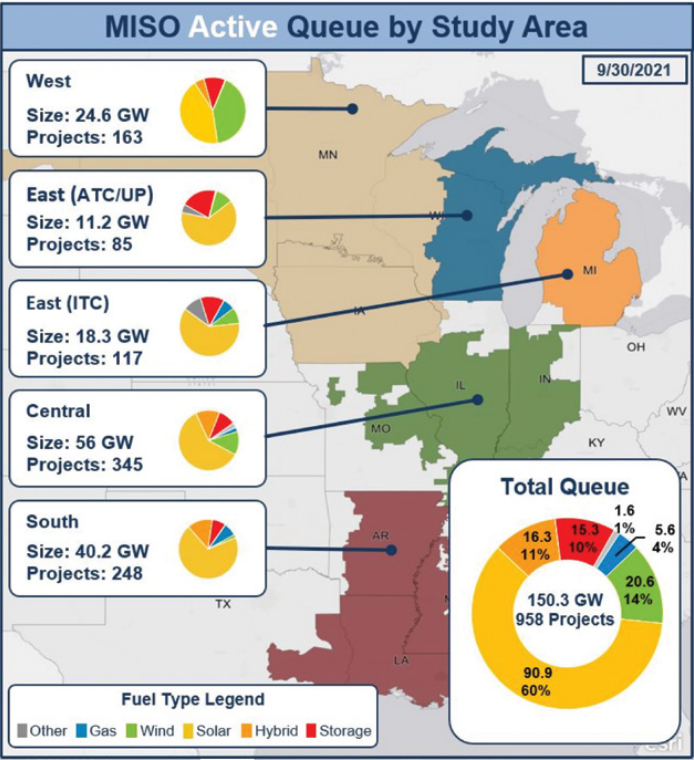 MISO Active Queue by Study Area
9/30/2021
West
Size: 24.6 GW
Projects: 163
East (ATC/UP)
Size: 11.2 GW
Projects: 85
East (ITC)
Size: 18.3 GW
Projects: 117
Central
Size: 56 GW
Projects: 345
South
Size: 40.2 GW
Projects: 248
MN
WI
MI
IA
OH
IL
IN
MO
WV
KY
AR
TX
LA
Total Queue
1.6
1%
5.6
4%
15.3
10%
16.3
11%
20.6
14%
150.3 GW
958 Projects
90.9
60%
Fuel Type Legend
Other Gas Wind Solar Hybrid Storage
esri